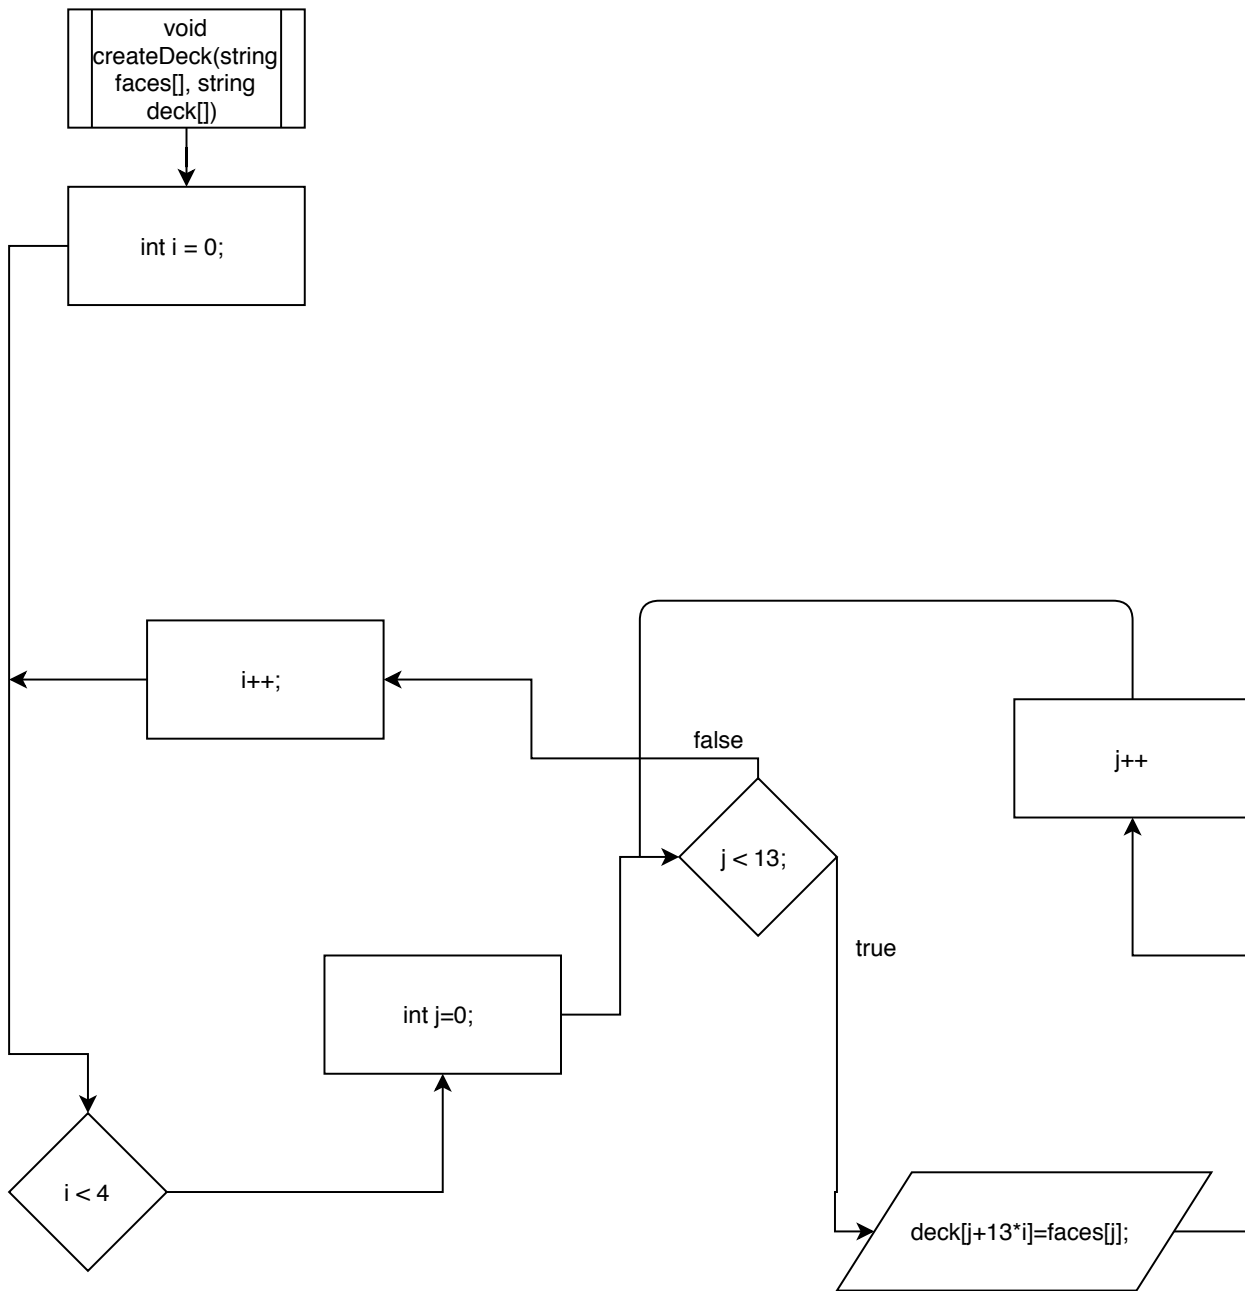 void
createDeck(string
faces[], string
deck[])
int i = 0;
i++;
false
j++
j < 13;
true
int j=0;
i < 4
deck[j+13*i]=faces[j];